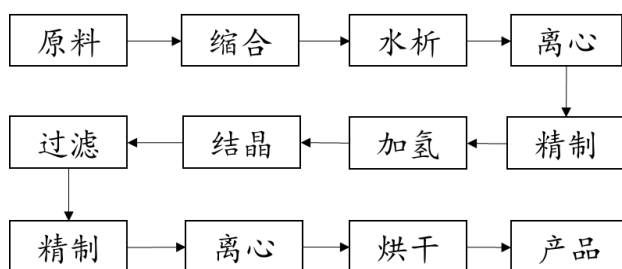 原料 缩合 水析 离心
过滤 结晶 加氢 精制
精制 离心 烘干 产品